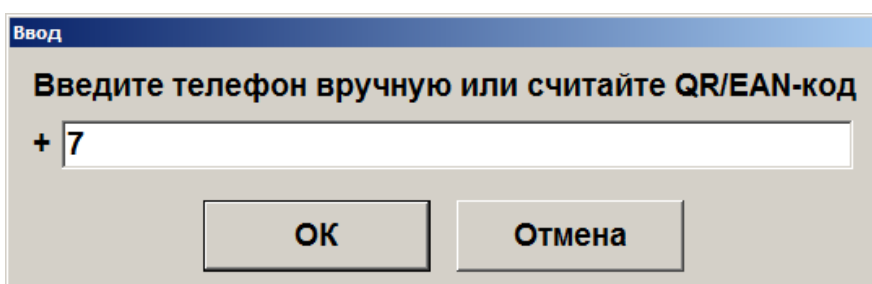 Ввод
Введите телефон вручную или считайте QR/EAN-код
+ 7
ОК Отмена